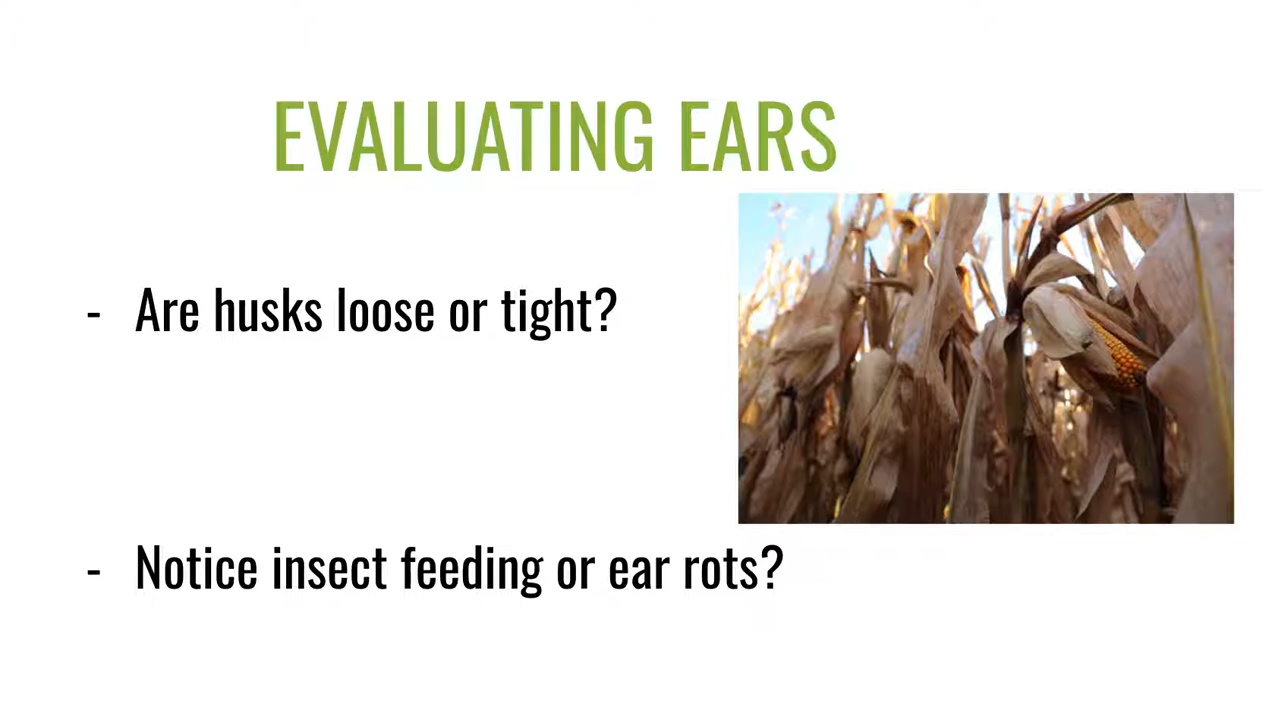 EVALUATING EARS
- Are husks loose or tight?
- Notice insect feeding or ear rots?